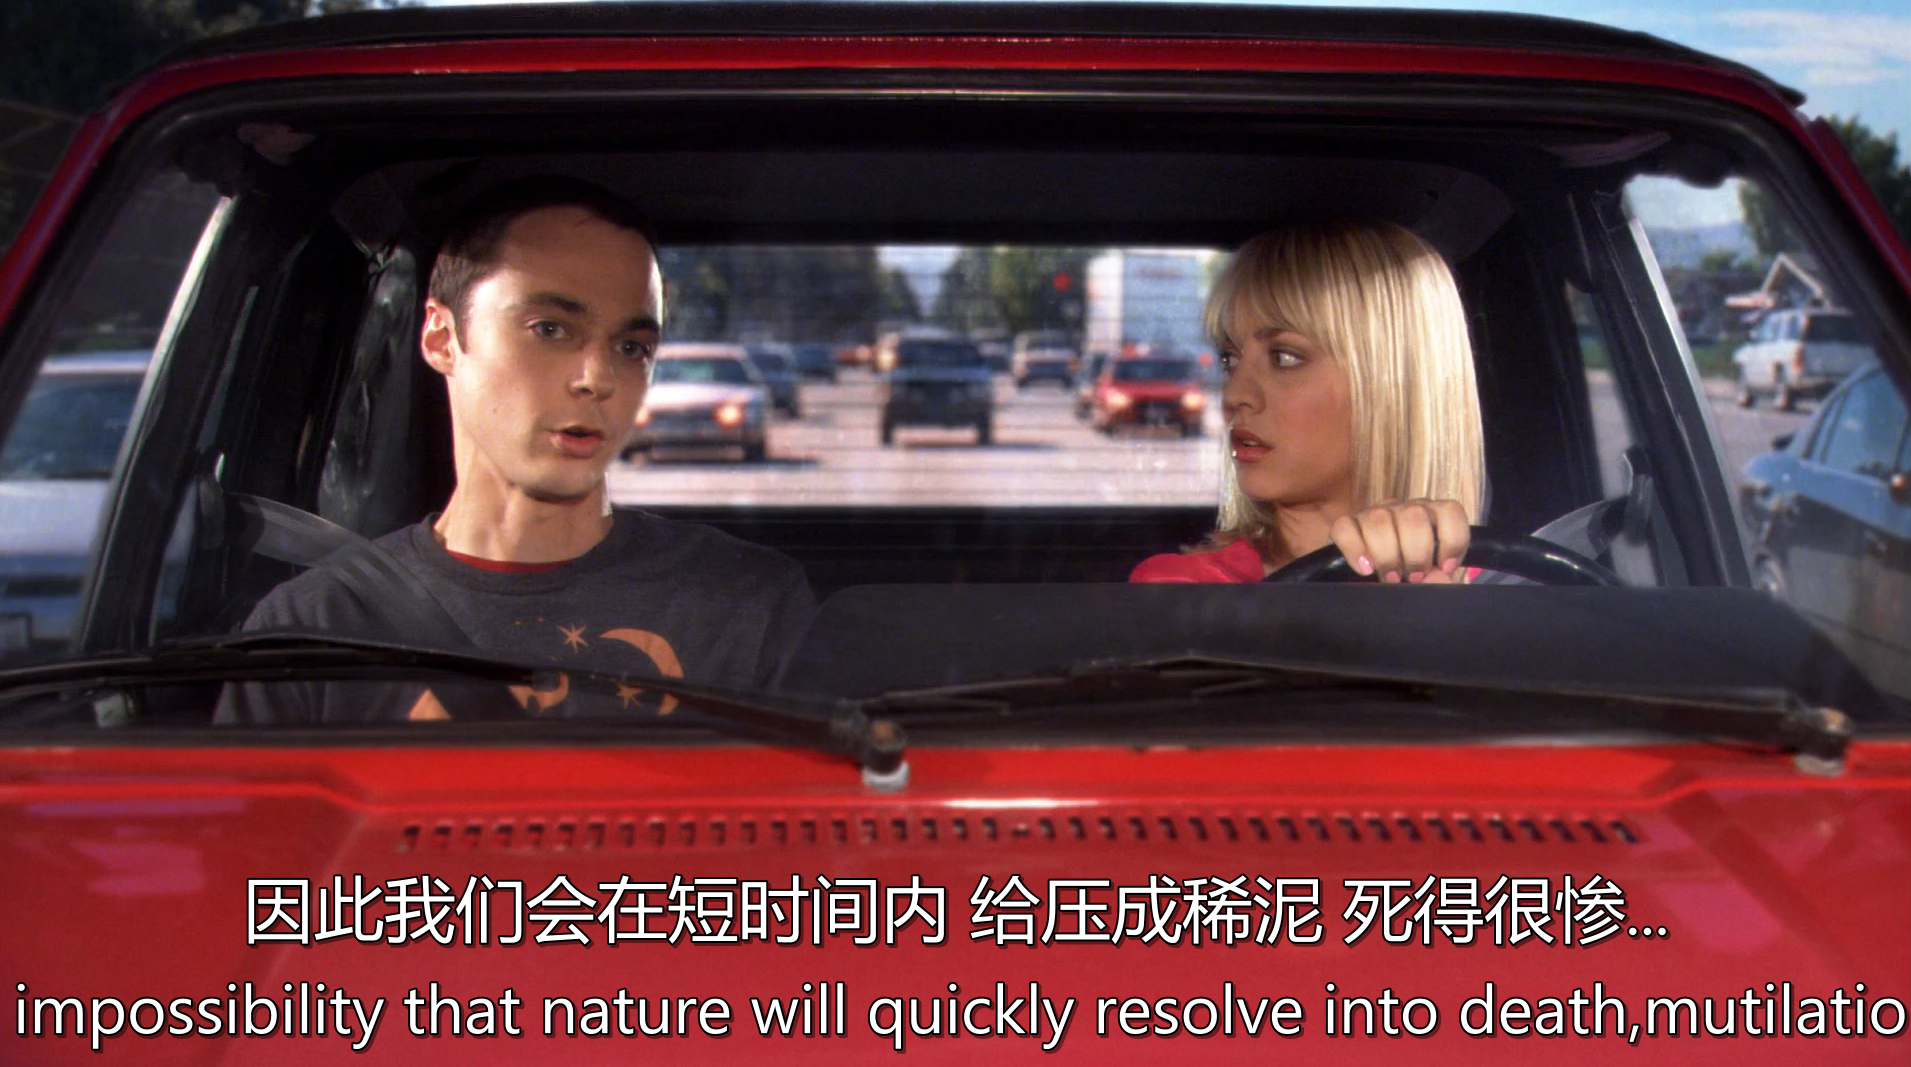 因此我们会在短时间内 给压成稀泥 死得很惨...
impossibility that nature will quickly resolve into death,mutilatio